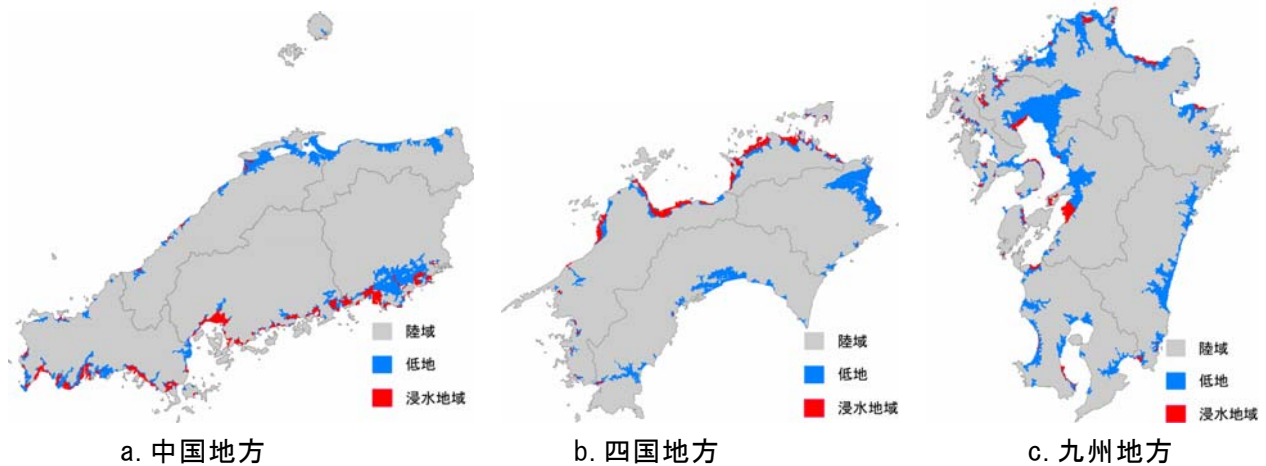 陸域
低地
浸水地域
陸域
低地
浸水地域
陸域
低地
浸水地域
a. 中国地方
b. 四国地方
c. 九州地方